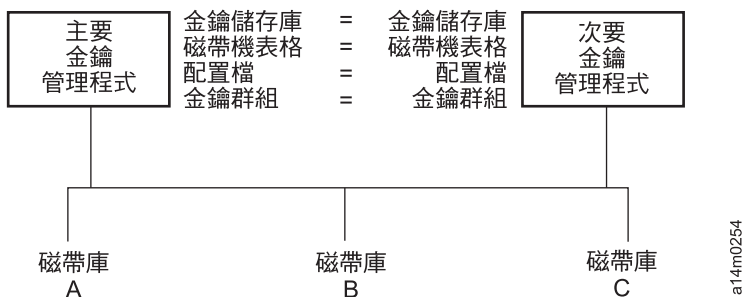 主要
金鑰
管理程式
金鑰儲存庫 = 金鑰儲存庫
磁帶機表格 = 磁帶機表格
配置檔 = 配置檔
金鑰群組 = 金鑰群組
次要
金鑰
管理程式
磁帶庫
A
磁帶庫
B
磁帶庫
C
a14m0254